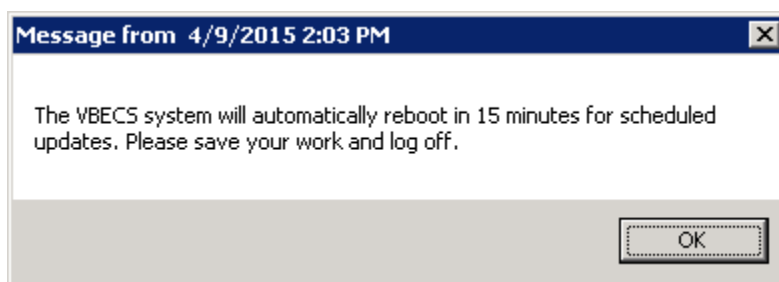 Message from 4/9/2015 2:03 PM
The VBECS system will automatically reboot in 15 minutes for scheduled
updates. Please save your work and log off.
OK